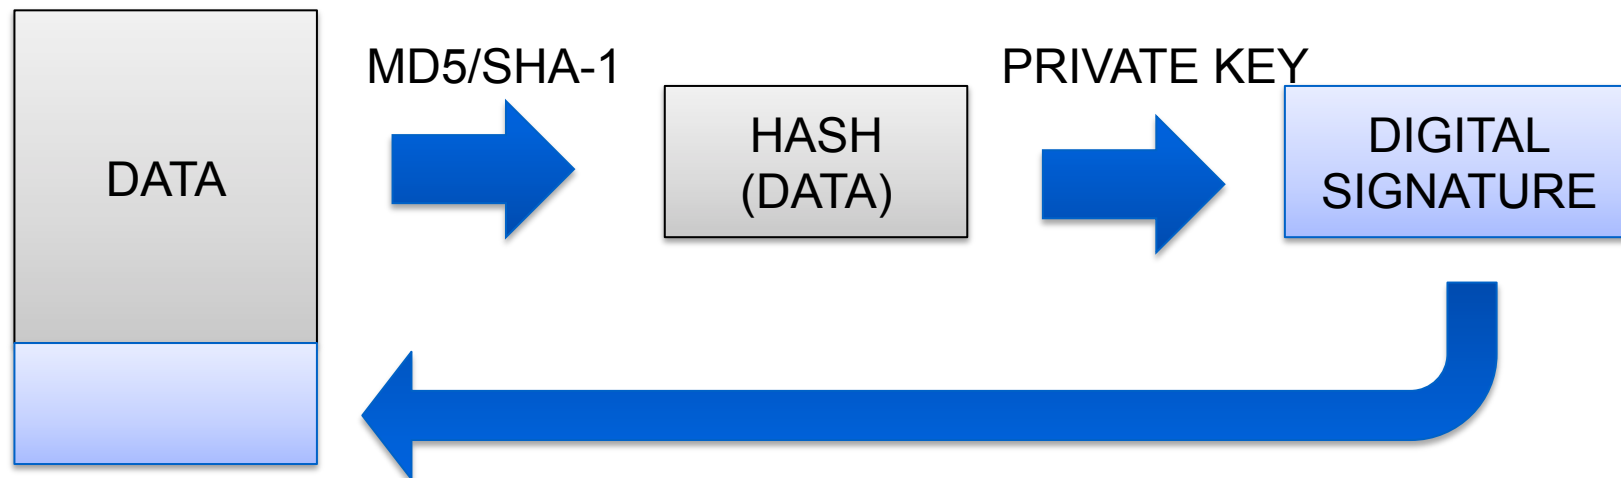 DATA
MD5/SHA-1
HASH
(DATA)
PRIVATE KEY
DIGITAL
SIGNATURE